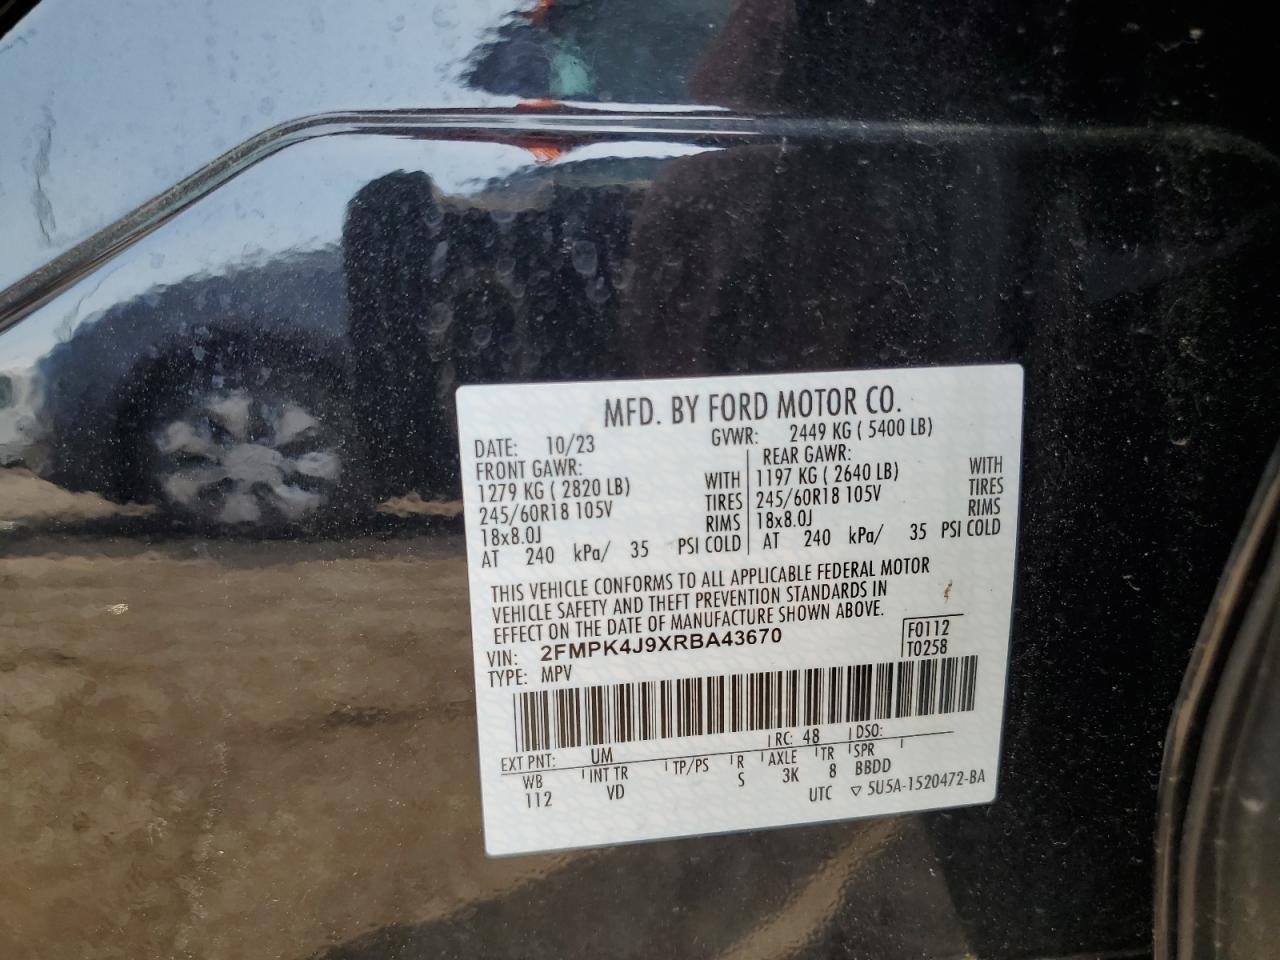 MFD. BY FORD MOTOR CO.
DATE: 10/23 GVWR: 2449 KG ( 5400 LB)
FRONT GAWR: REAR GAWR:
1279 KG ( 2820 LB) WITH 1197 KG ( 2640 LB) WITH
245/60R18 105V TIRES 245/60R18 105V TIRES
18x8.0J RIMS 18x8.0J RIMS
AT 240 kPa/ 35 PSI COLD AT 240 kPa/ 35 PSI COLD
THIS VEHICLE CONFORMS TO ALL APPLICABLE FEDERAL MOTOR
VEHICLE SAFETY AND THEFT PREVENTION STANDARDS IN
EFFECT ON THE DATE OF MANUFACTURE SHOWN ABOVE.
VIN: 2FMPK4J9XRBA43670 F0112
TYPE: MPV T0258
EXT PNT: UM RC: 48 DSO:
WB INT TR TP/PS R AXLE TR SPR
112 VD S 3K 8 BBDD
UTC ▽ 5U5A-1520472-BA